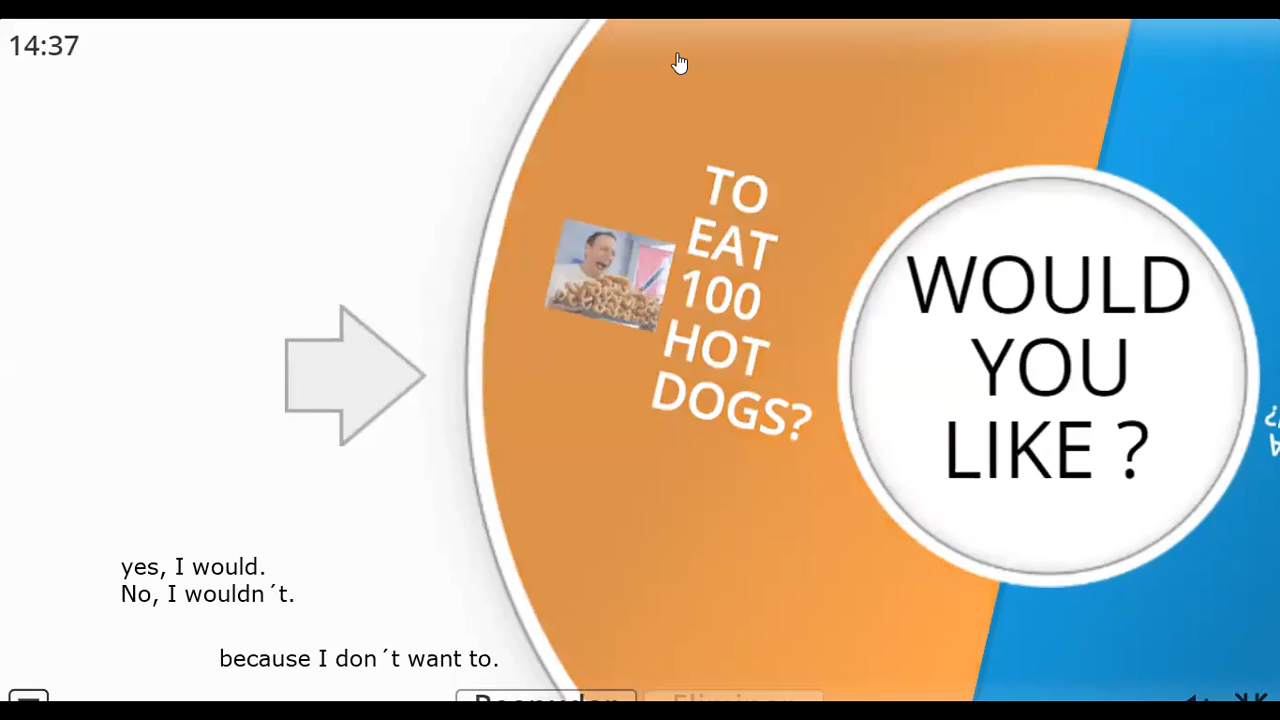 14:37
TO
EAT
100
HOT
DOGS?
WOULD
YOU
LIKE ?
yes, I would.
No, I wouldn´t.
because I don´t want to.